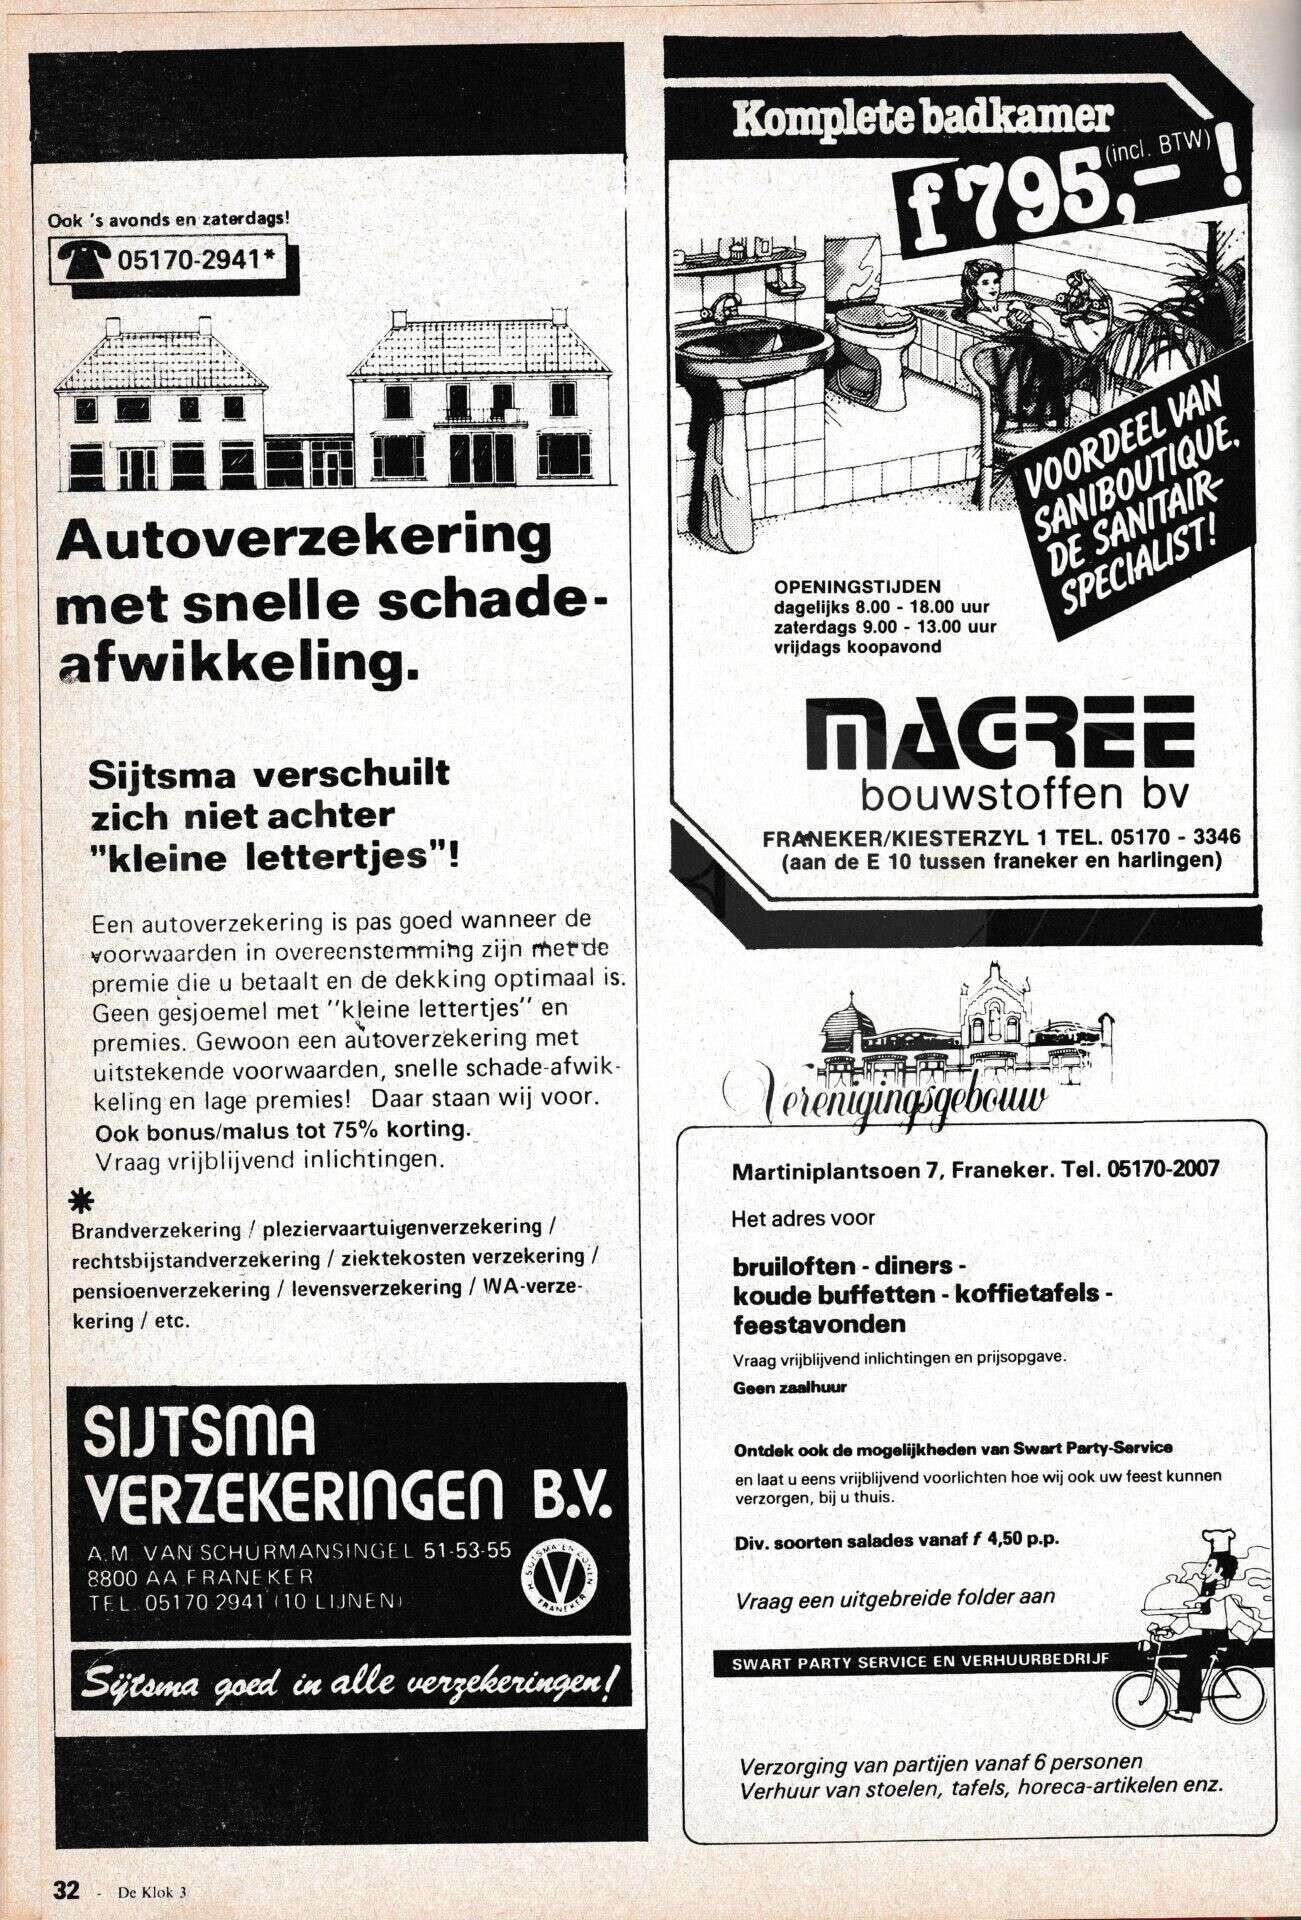 Ook 's avonds en zaterdags!
05170-2941*
Autoverzekering
met snelle schade-
afwikkeling.
Sijtsma verschuilt
zich niet achter
"kleine lettertjes"!
Een autoverzekering is pas goed wanneer de
voorwaarden in overeenstemming zijn met de
premie die u betaalt en de dekking optimaal is.
Geen gesjoemel met "kleine lettertjes" en
premies. Gewoon een autoverzekering met
uitstekende voorwaarden, snelle schade-afwik-
keling en lage premies! Daar staan wij voor.
Ook bonus/malus tot 75% korting.
Vraag vrijblijvend inlichtingen.
*
Brandverzekering / pleziervaartuigenverzekering /
rechtsbijstandverzekering / ziektekosten verzekering /
pensioenverzekering / levensverzekering / WA-verze-
kering / etc.
SIJTSMA
VERZEKERINGEN B.V.
A.M. VAN SCHURMANSINGEL 51-53-55
8800 AA FRANEKER
TEL. 05170 2941 (10 LIJNEN)
H. SIJTSMA EN ZONEN
V
FRANEKER
Sijtsma goed in alle verzekeringen!
Komplete badkamer
f 795,- !
(incl. BTW)
VOORDEEL VAN
SANIBOUTIQUE,
DE SANITAIR-
SPECIALIST!
OPENINGSTIJDEN
dagelijks 8.00 - 18.00 uur
zaterdags 9.00 - 13.00 uur
vrijdags koopavond
MAGREE
bouwstoffen bv
FRANEKER/KIESTERZYL 1 TEL. 05170 - 3346
(aan de E 10 tussen franeker en harlingen)
Verenigingsgebouw
Martiniplantsoen 7, Franeker. Tel. 05170-2007
Het adres voor
bruiloften - diners -
koude buffetten - koffietafels -
feestavonden
Vraag vrijblijvend inlichtingen en prijsopgave.
Geen zaalhuur
Ontdek ook de mogelijkheden van Swart Party-Service
en laat u eens vrijblijvend voorlichten hoe wij ook uw feest kunnen
verzorgen, bij u thuis.
Div. soorten salades vanaf f 4,50 p.p.
Vraag een uitgebreide folder aan
SWART PARTY SERVICE EN VERHUURBEDRIJF
Verzorging van partijen vanaf 6 personen
Verhuur van stoelen, tafels, horeca-artikelen enz.
32 - De Klok 3